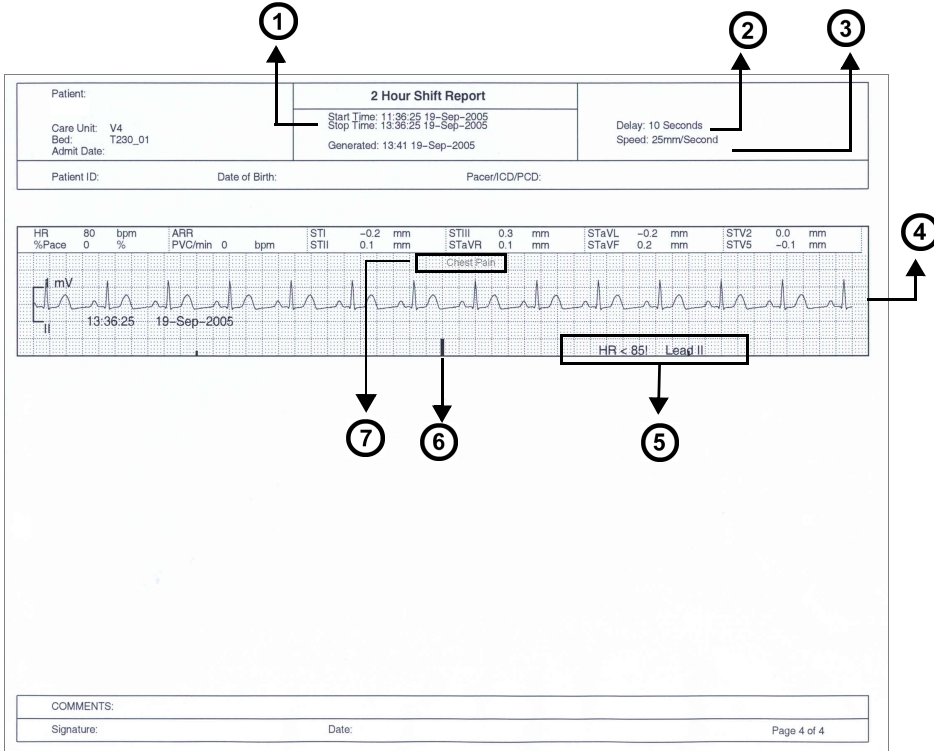 1
2
3
Patient:
2 Hour Shift Report
Start Time: 11:36:25 19-Sep-2005
Stop Time: 13:36:25 19-Sep-2005
Generated: 13:41 19-Sep-2005
Care Unit: V4
Bed: T230_01
Admit Date:
Delay: 10 Seconds
Speed: 25mm/Second
Patient ID: Date of Birth: Pacer/ICD/PCD:
4
HR 80 bpm ARR STI -0.2 mm STIII 0.3 mm STaVL -0.2 mm STV2 0.0 mm
%Pace 0 % PVC/min 0 bpm STII 0.1 mm STaVR 0.1 mm STaVF 0.2 mm STV5 -0.1 mm
Chest Pain
1 mV
II
13:36:25 19-Sep-2005
HR < 85! Lead II
7
6
5
COMMENTS:
Signature: Date: Page 4 of 4